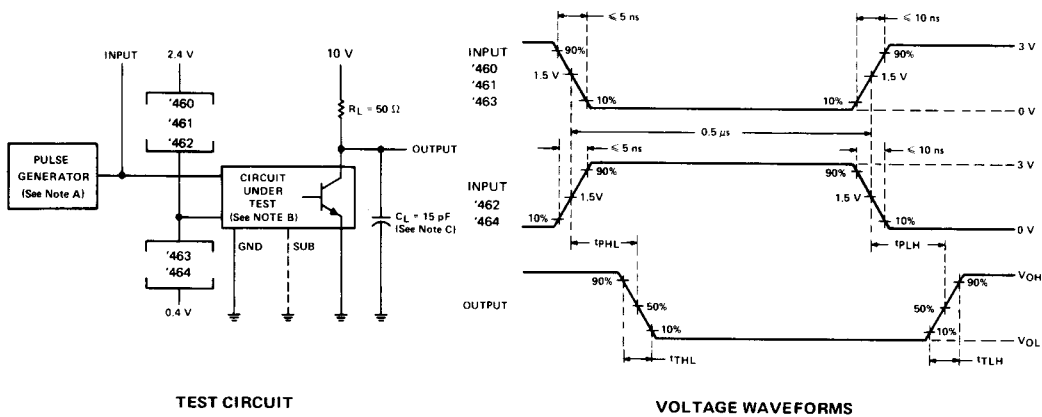 INPUT
2.4 V
10 V
'460
'461
'462
RL = 50 Ω
OUTPUT
PULSE
GENERATOR
(See Note A)
CIRCUIT
UNDER
TEST
(See NOTE B)
CL = 15 pF
(See Note C)
GND
SUB
'463
'464
0.4 V
TEST CIRCUIT
≤ 5 ns
≤ 10 ns
INPUT
'460
'461
'463
90%
1.5 V
10%
90%
1.5 V
10%
3 V
0 V
0.5 μs
≤ 5 ns
≤ 10 ns
INPUT
'462
'464
90%
1.5V
10%
90%
1.5V
10%
3 V
0 V
tPHL
tPLH
OUTPUT
90%
50%
10%
90%
50%
10%
VOH
VOL
tTHL
tTLH
VOLTAGE WAVEFORMS